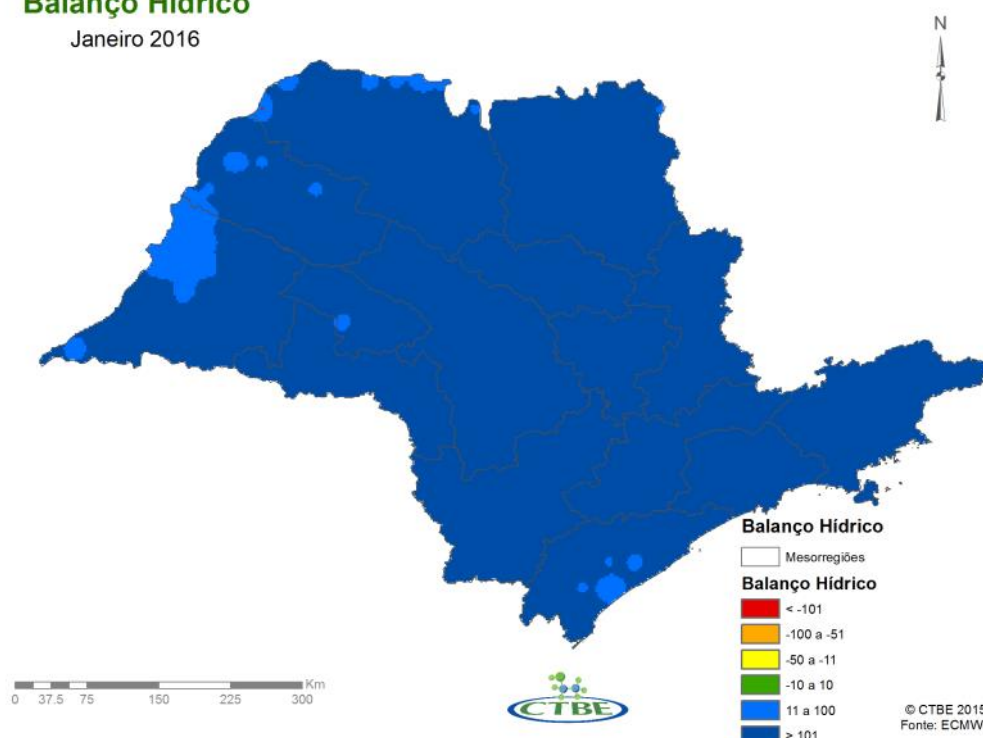 Balanço Hídrico
Janeiro 2016
N
Balanço Hídrico
Mesorregiões
Balanço Hídrico
< -101
-100 a -51
-50 a -11
-10 a 10
11 a 100
> 101
Km
0 37.5 75 150 225 300
CTBE
© CTBE 2015
Fonte: ECMW